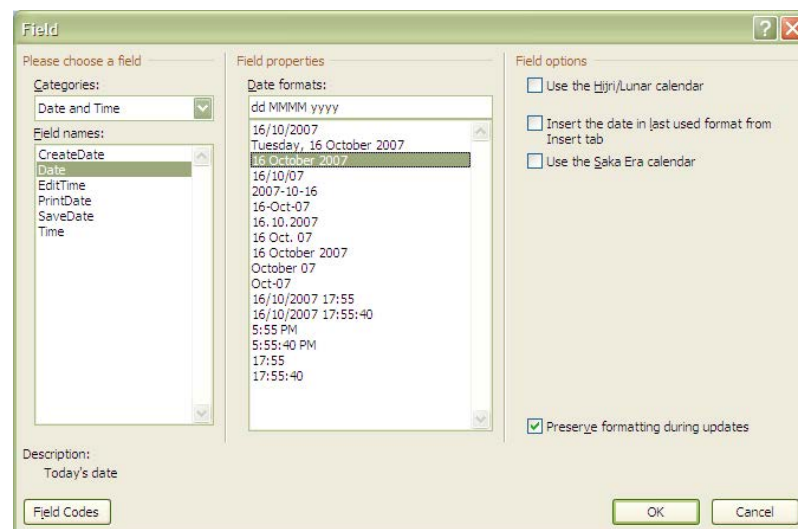 Field
Please choose a field
Categories:
Date and Time
Field names:
CreateDate
Date
EditTime
PrintDate
SaveDate
Time
Field properties
Date formats:
dd MMMM yyyy
16/10/2007
Tuesday, 16 October 2007
16 October 2007
16/10/07
2007-10-16
16-Oct-07
16.10.2007
16 Oct. 07
16 October 2007
October 07
Oct-07
16/10/2007 17:55
16/10/2007 17:55:40
5:55 PM
5:55:40 PM
17:55
17:55:40
Field options
Use the Hijri/Lunar calendar
Insert the date in last used format from
Insert tab
Use the Saka Era calendar
Preserve formatting during updates
Description:
Today's date
Field Codes
OK
Cancel